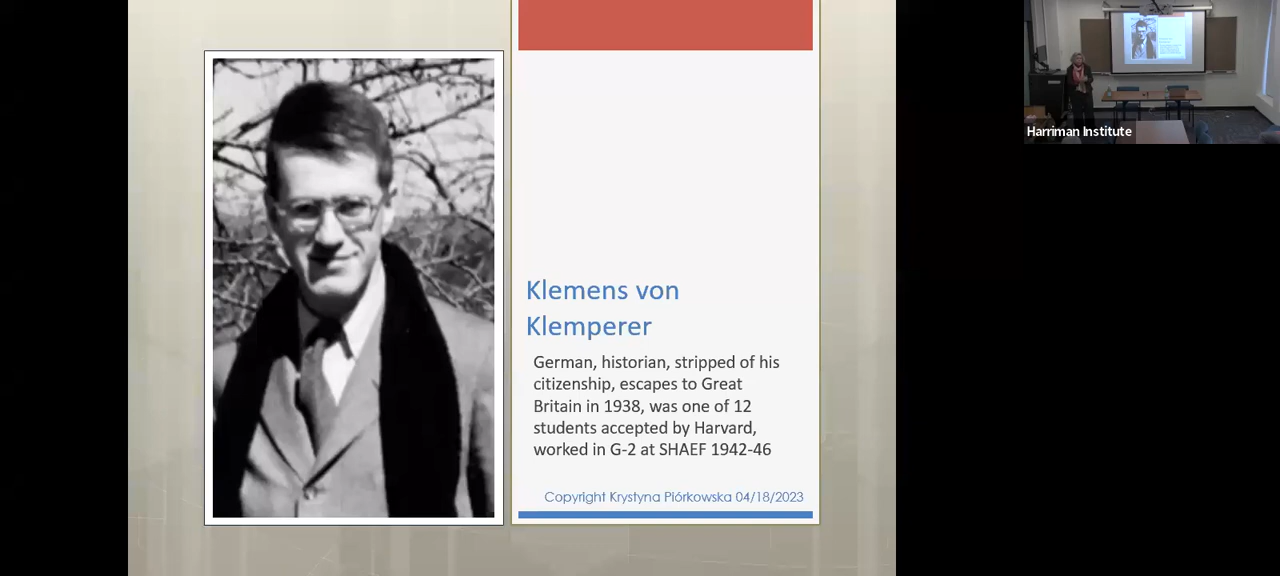 Klemens von
Klemperer
German, historian, stripped of his
citizenship, escapes to Great
Britain in 1938, was one of 12
students accepted by Harvard,
worked in G-2 at SHAEF 1942-46
Copyright Krystyna Piórkowska 04/18/2023
Harriman Institute